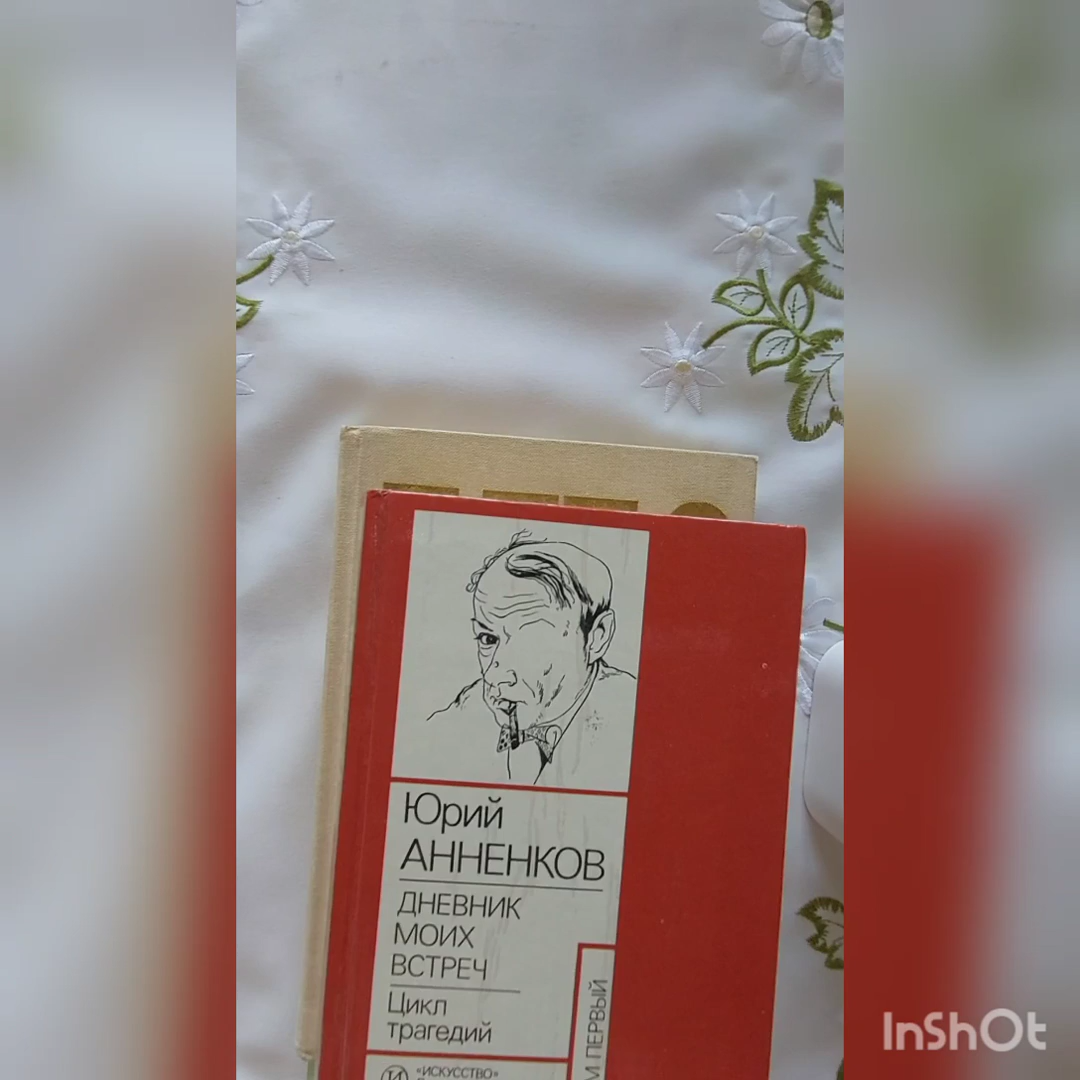 Юрий
АННЕНКОВ
ДНЕВНИК
МОИХ
ВСТРЕЧ
Цикл
трагедий
М ПЕРВЫЙ
«ИСКУССТВО»
InShOt